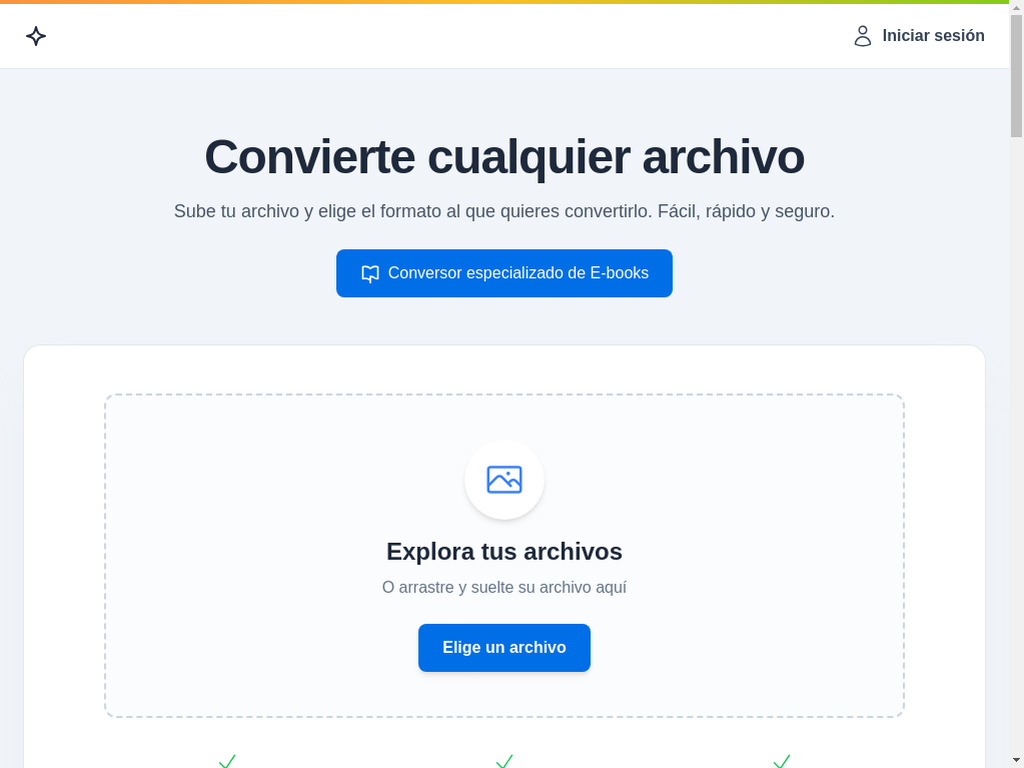 Iniciar sesión
Convierte cualquier archivo
Sube tu archivo y elige el formato al que quieres convertirlo. Fácil, rápido y seguro.
Conversor especializado de E-books
Explora tus archivos
O arrastre y suelte su archivo aquí
Elige un archivo